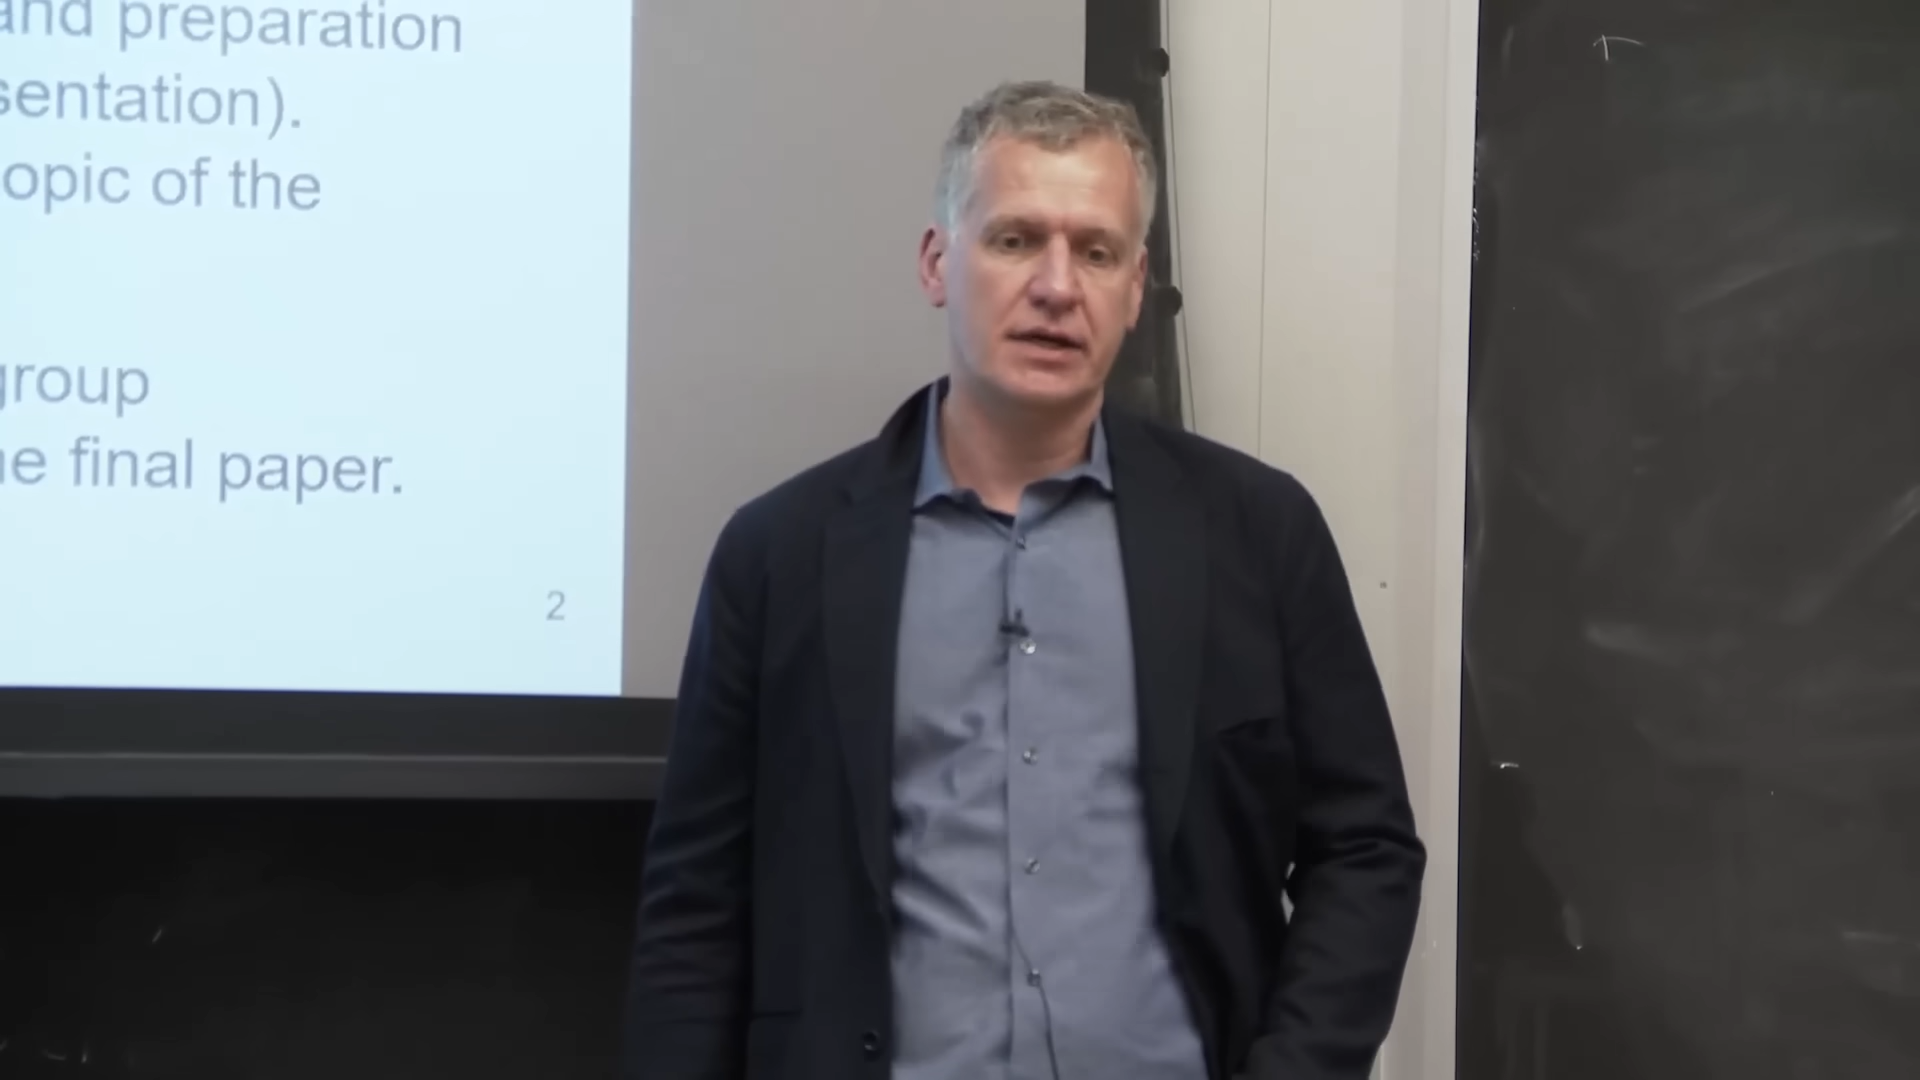 and preparation
sentation).
opic of the
group
e final paper.
2